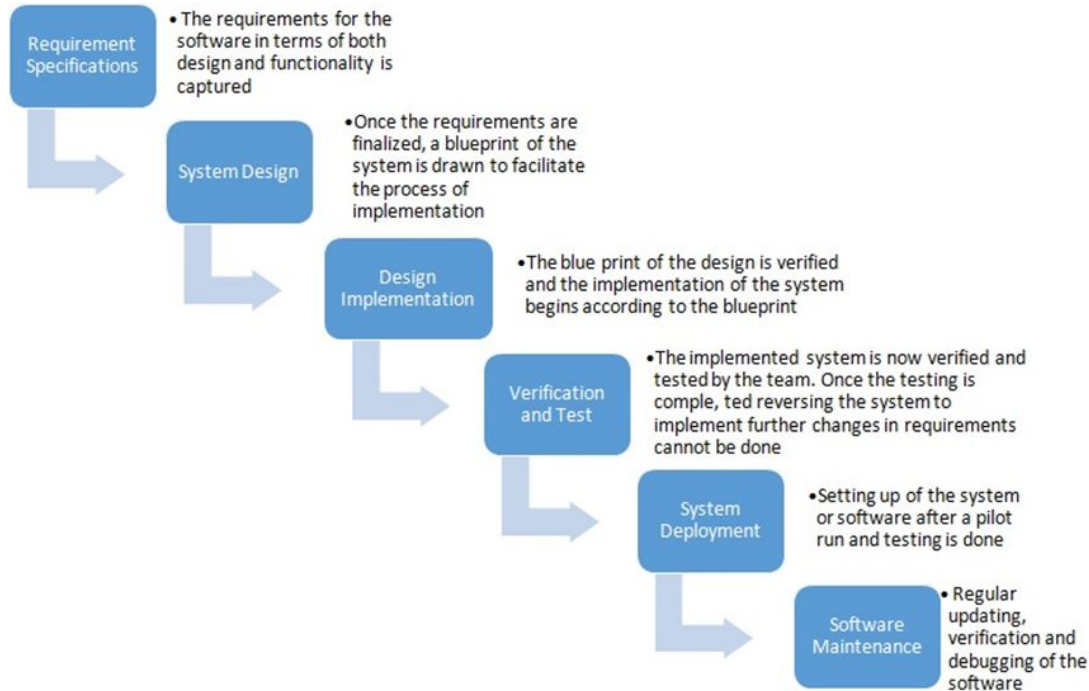 Requirement
Specifications
• The requirements for the
software in terms of both
design and functionality is
captured
System Design
•Once the requirements are
finalized, a blueprint of the
system is drawn to facilitate
the process of
implementation
Design
Implementation
•The blue print of the design is verified
and the implementation of the system
begins according to the blueprint
Verification
and Test
•The implemented system is now verified and
tested by the team. Once the testing is
comple, ted reversing the system to
implement further changes in requirements
cannot be done
System
Deployment
•Setting up of the system
or software after a pilot
run and testing is done
Software
Maintenance
• Regular
updating,
verification and
debugging of the
software